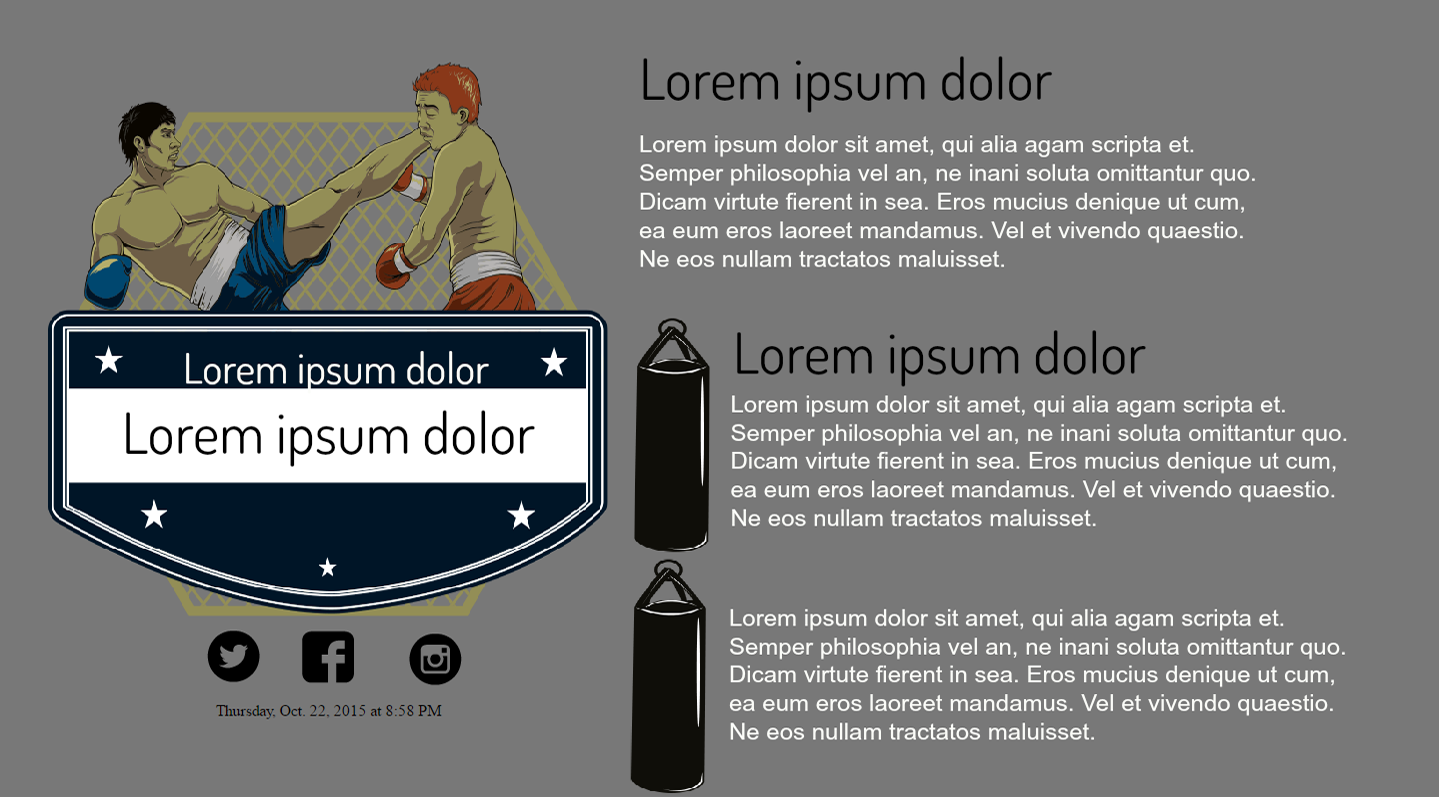 Lorem ipsum dolor
Lorem ipsum dolor
Thursday, Oct. 22, 2015 at 8:58 PM
Lorem ipsum dolor
Lorem ipsum dolor sit amet, qui alia agam scripta et.
Semper philosophia vel an, ne inani soluta omittantur quo.
Dicam virtute fierent in sea. Eros mucius denique ut cum,
ea eum eros laoreet mandamus. Vel et vivendo quaestio.
Ne eos nullam tractatos maluisset.
Lorem ipsum dolor
Lorem ipsum dolor sit amet, qui alia agam scripta et.
Semper philosophia vel an, ne inani soluta omittantur quo.
Dicam virtute fierent in sea. Eros mucius denique ut cum,
ea eum eros laoreet mandamus. Vel et vivendo quaestio.
Ne eos nullam tractatos maluisset.
Lorem ipsum dolor sit amet, qui alia agam scripta et.
Semper philosophia vel an, ne inani soluta omittantur quo.
Dicam virtute fierent in sea. Eros mucius denique ut cum,
ea eum eros laoreet mandamus. Vel et vivendo quaestio.
Ne eos nullam tractatos maluisset.